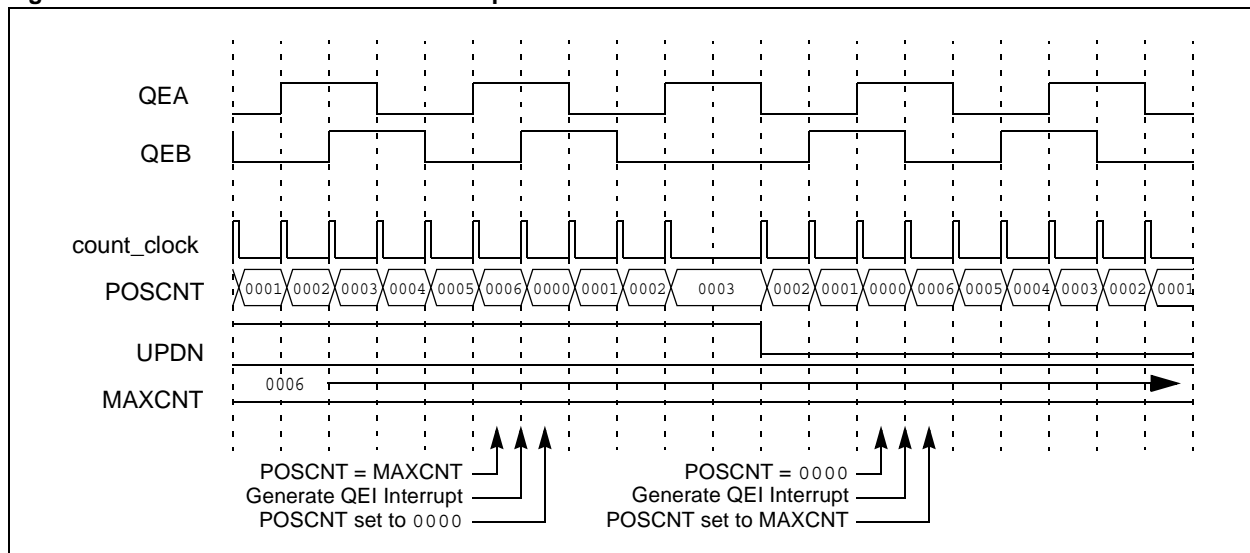 QEA
QEB
count_clock
POSCNT 0001 0002 0003 0004 0005 0006 0000 0001 0002 0003 0002 0001 0000 0006 0005 0004 0003 0002 0001
UPDN
0006
MAXCNT
POSCNT = MAXCNT
Generate QEI Interrupt
POSCNT set to 0000
POSCNT = 0000
Generate QEI Interrupt
POSCNT set to MAXCNT